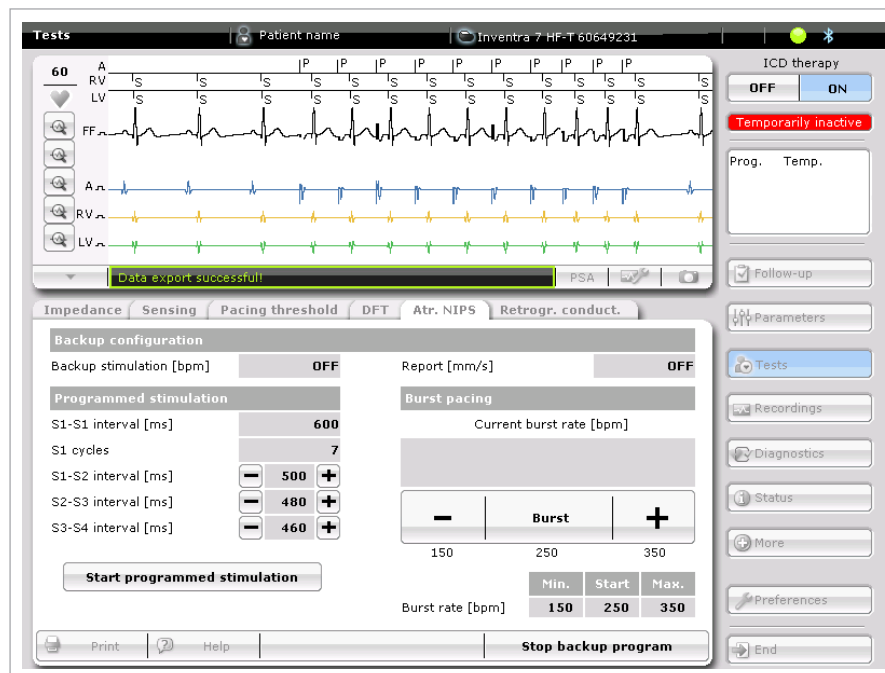 Tests Patient name Inventra 7 HF-T 60649231
60
A P P P P P P P P P P
RV S S S S S S S S S S S S S S
LV S S S S S S S S S S S S S S
FF
A
RV
LV
Data export successful! PSA
ICD therapy
OFF ON
Temporarily inactive
Prog. Temp.
Follow-up
Parameters
Tests
Recordings
Diagnostics
Status
More
Preferences
End
Impedance Sensing Pacing threshold DFT Atr. NIPS Retrogr. conduct.
Backup configuration
Backup stimulation [bpm] OFF Report [mm/s] OFF
Programmed stimulation
S1-S1 interval [ms] 600
S1 cycles 7
S1-S2 interval [ms] − 500 +
S2-S3 interval [ms] − 480 +
S3-S4 interval [ms] − 460 +
Start programmed stimulation
Burst pacing
Current burst rate [bpm]
− Burst +
150 250 350
Min. Start Max.
Burst rate [bpm] 150 250 350
Print Help Stop backup program